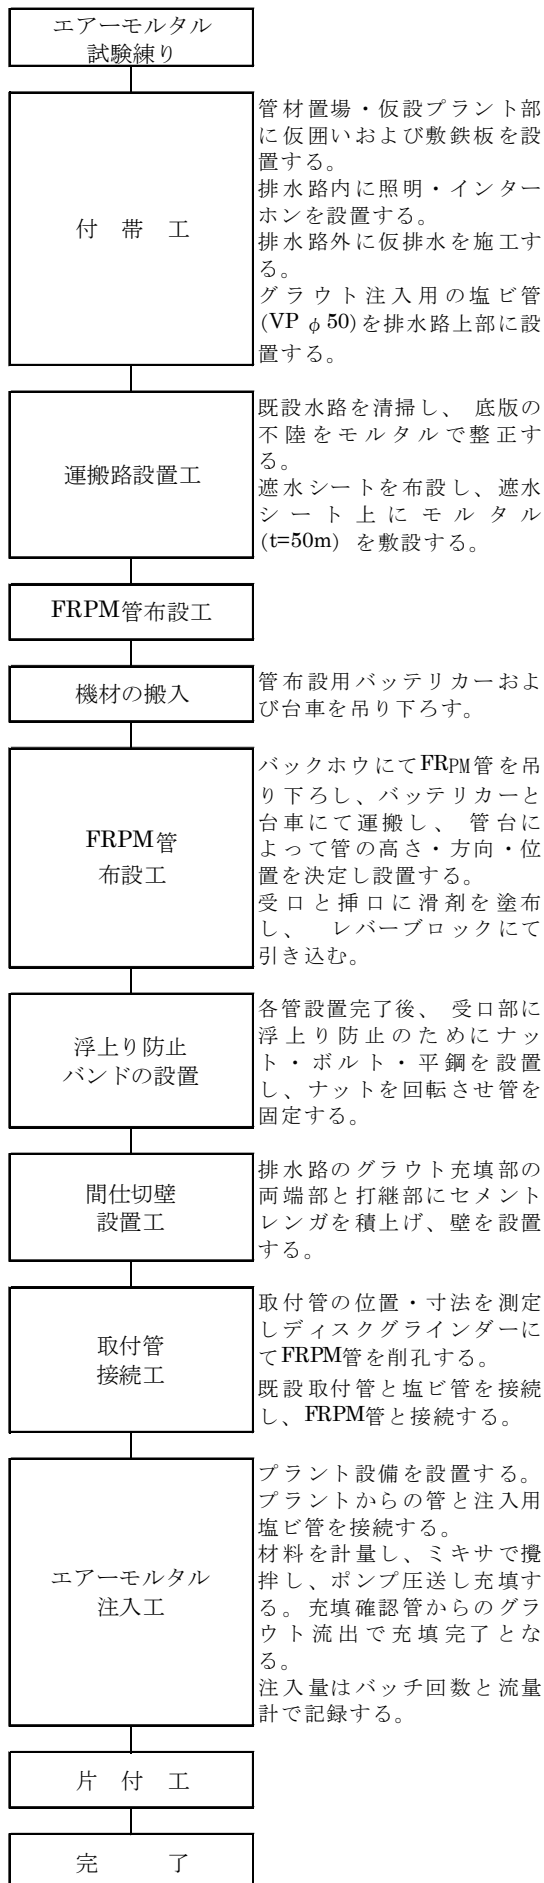 エアーモルタル
試験練り
付　帯　工
管材置場・仮設プラント部
に仮囲いおよび敷鉄板を設
置する。
排水路内に照明・インター
ホンを設置する。
排水路外に仮排水を施工す
る。
グラウト注入用の塩ビ管
(VP φ50)を排水路上部に設
置する。
運搬路設置工
既設水路を清掃し、 底版の
不陸をモルタルで整正す
る。
遮水シートを布設し、遮水
シート上にモルタル
(t=50m) を敷設する。
FRPM管布設工
機材の搬入
管布設用バッテリカーおよ
び台車を吊り下ろす。
FRPM管
布設工
バックホウにてFRPM管を吊
り下ろし、バッテリカーと
台車にて運搬し、 管台に
よって管の高さ・方向・位
置を決定し設置する。
受口と挿口に滑剤を塗布
し、 レバーブロックにて
引き込む。
浮上り防止
バンドの設置
各管設置完了後、 受口部に
浮上り防止のためにナッ
ト・ボルト・平鋼を設置
し、ナットを回転させ管を
固定する。
間仕切壁
設置工
排水路のグラウト充填部の
両端部と打継部にセメント
レンガを積上げ、壁を設置
する。
取付管
接続工
取付管の位置・寸法を測定
しディスクグラインダーに
てFRPM管を削孔する。
既設取付管と塩ビ管を接続
し、FRPM管と接続する。
エアーモルタル
注入工
プラント設備を設置する。
プラントからの管と注入用
塩ビ管を接続する。
材料を計量し、ミキサで攪
拌し、ポンプ圧送し充填す
る。充填確認管からのグラ
ウト流出で充填完了とな
る。
注入量はバッチ回数と流量
計で記録する。
片　付　工
完　　了